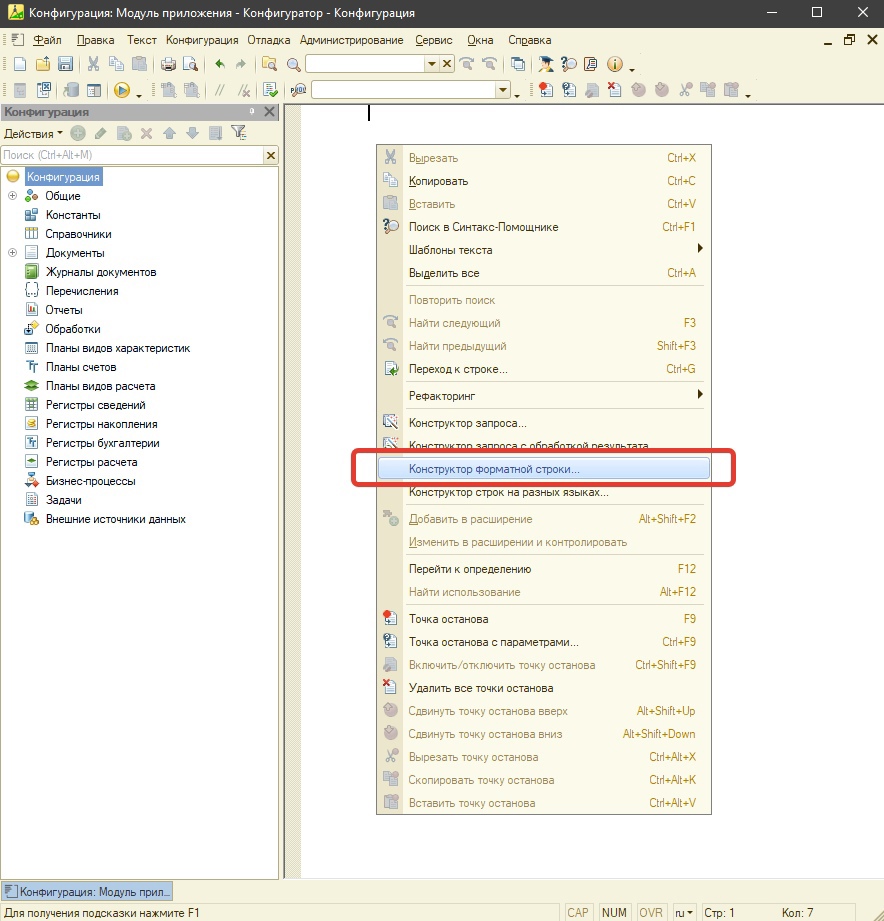 Конфигурация: Модуль приложения - Конфигуратор - Конфигурация
Файл Правка Текст Конфигурация Отладка Администрирование Сервис Окна Справка
Конфигурация
Действия
Поиск (Ctrl+Alt+M)
Конфигурация
Общие
Константы
Справочники
Документы
Журналы документов
Перечисления
Отчеты
Обработки
Планы видов характеристик
Планы счетов
Планы видов расчета
Регистры сведений
Регистры накопления
Регистры бухгалтерии
Регистры расчета
Бизнес-процессы
Задачи
Внешние источники данных
Вырезать Ctrl+X
Копировать Ctrl+C
Вставить Ctrl+V
Поиск в Синтакс-Помощнике Ctrl+F1
Шаблоны текста
Выделить все Ctrl+A
Повторить поиск
Найти следующий F3
Найти предыдущий Shift+F3
Переход к строке... Ctrl+G
Рефакторинг
Конструктор запроса...
Конструктор запроса с обработкой результата...
Конструктор форматной строки...
Конструктор строк на разных языках...
Добавить в расширение Alt+Shift+F2
Изменить в расширении и контролировать
Перейти к определению F12
Найти использование Alt+F12
Точка останова F9
Точка останова с параметрами... Ctrl+F9
Включить/отключить точку останова Ctrl+Shift+F9
Удалить все точки останова
Сдвинуть точку останова вверх Alt+Shift+Up
Сдвинуть точку останова вниз Alt+Shift+Down
Вырезать точку останова Ctrl+Alt+X
Скопировать точку останова Ctrl+Alt+K
Вставить точку останова Ctrl+Alt+V
Конфигурация: Модуль прил...
Для получения подсказки нажмите F1 CAP NUM OVR ru Стр: 1 Кол: 7